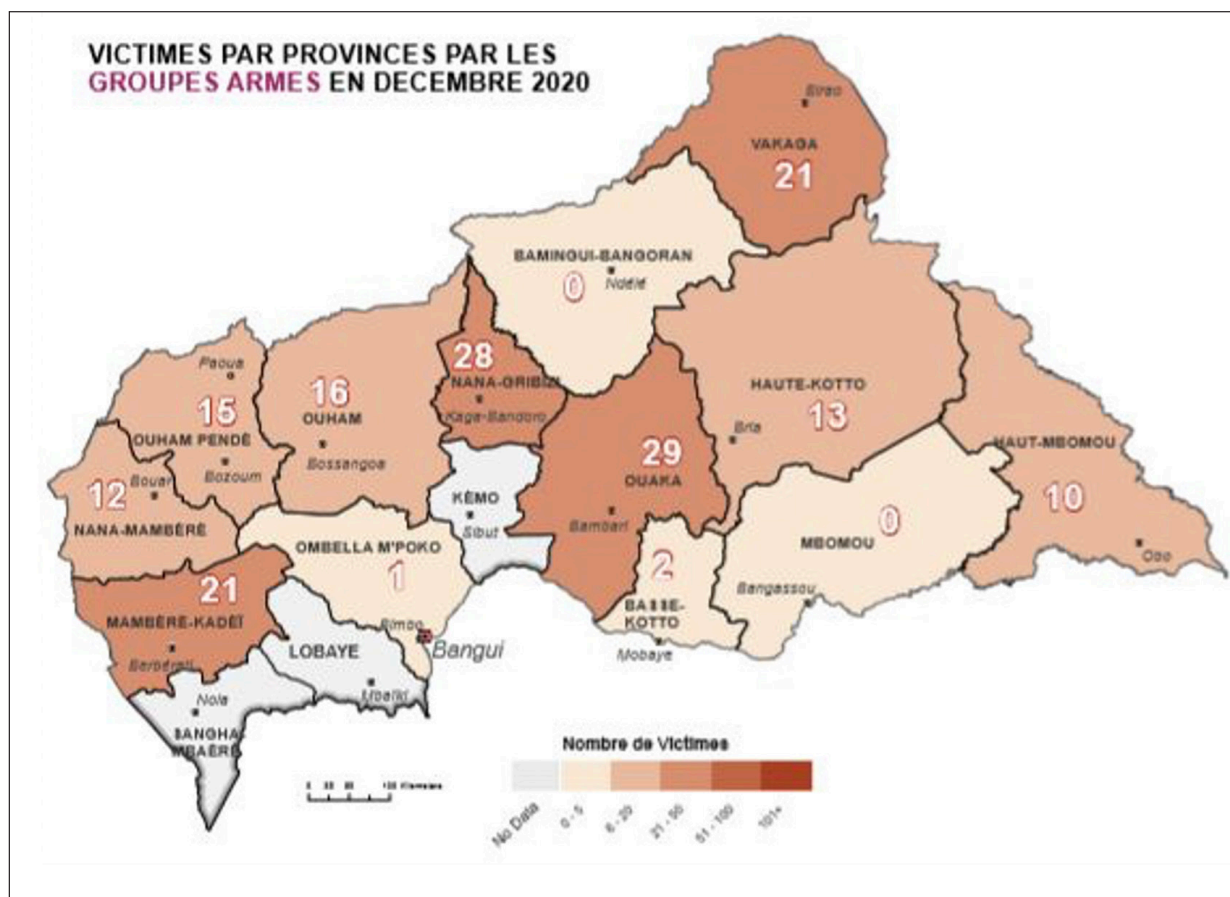 VICTIMES PAR PROVINCES PAR LES
GROUPES ARMES EN DECEMBRE 2020
Birao
VAKAGA
21
BAMINGUI-BANGORAN
0
Ndélé
28
NANA-GRIBIZI
Kaga-Bandoro
HAUTE-KOTTO
13
Bria
Paoua
15
OUHAM PENDÉ
Bozoum
16
OUHAM
Bossangoa
29
OUAKA
Bambari
HAUT-MBOMOU
10
Obo
12
Bouar
NANA-MAMBÉRÉ
KÉMO
Sibut
OMBELLA M'POKO
1
Bimbo
Bangui
MBOMOU
0
Bangassou
2
BASSE-
KOTTO
Mobaye
21
MAMBÉRÉ-KADÉÏ
Berbérati
LOBAYE
Mbaïki
Nola
SANGHA-
MBAÉRÉ
Nombre de Victimes
No Data
0 - 5
6 - 20
21 - 50
51 - 100
101+
Kilometers